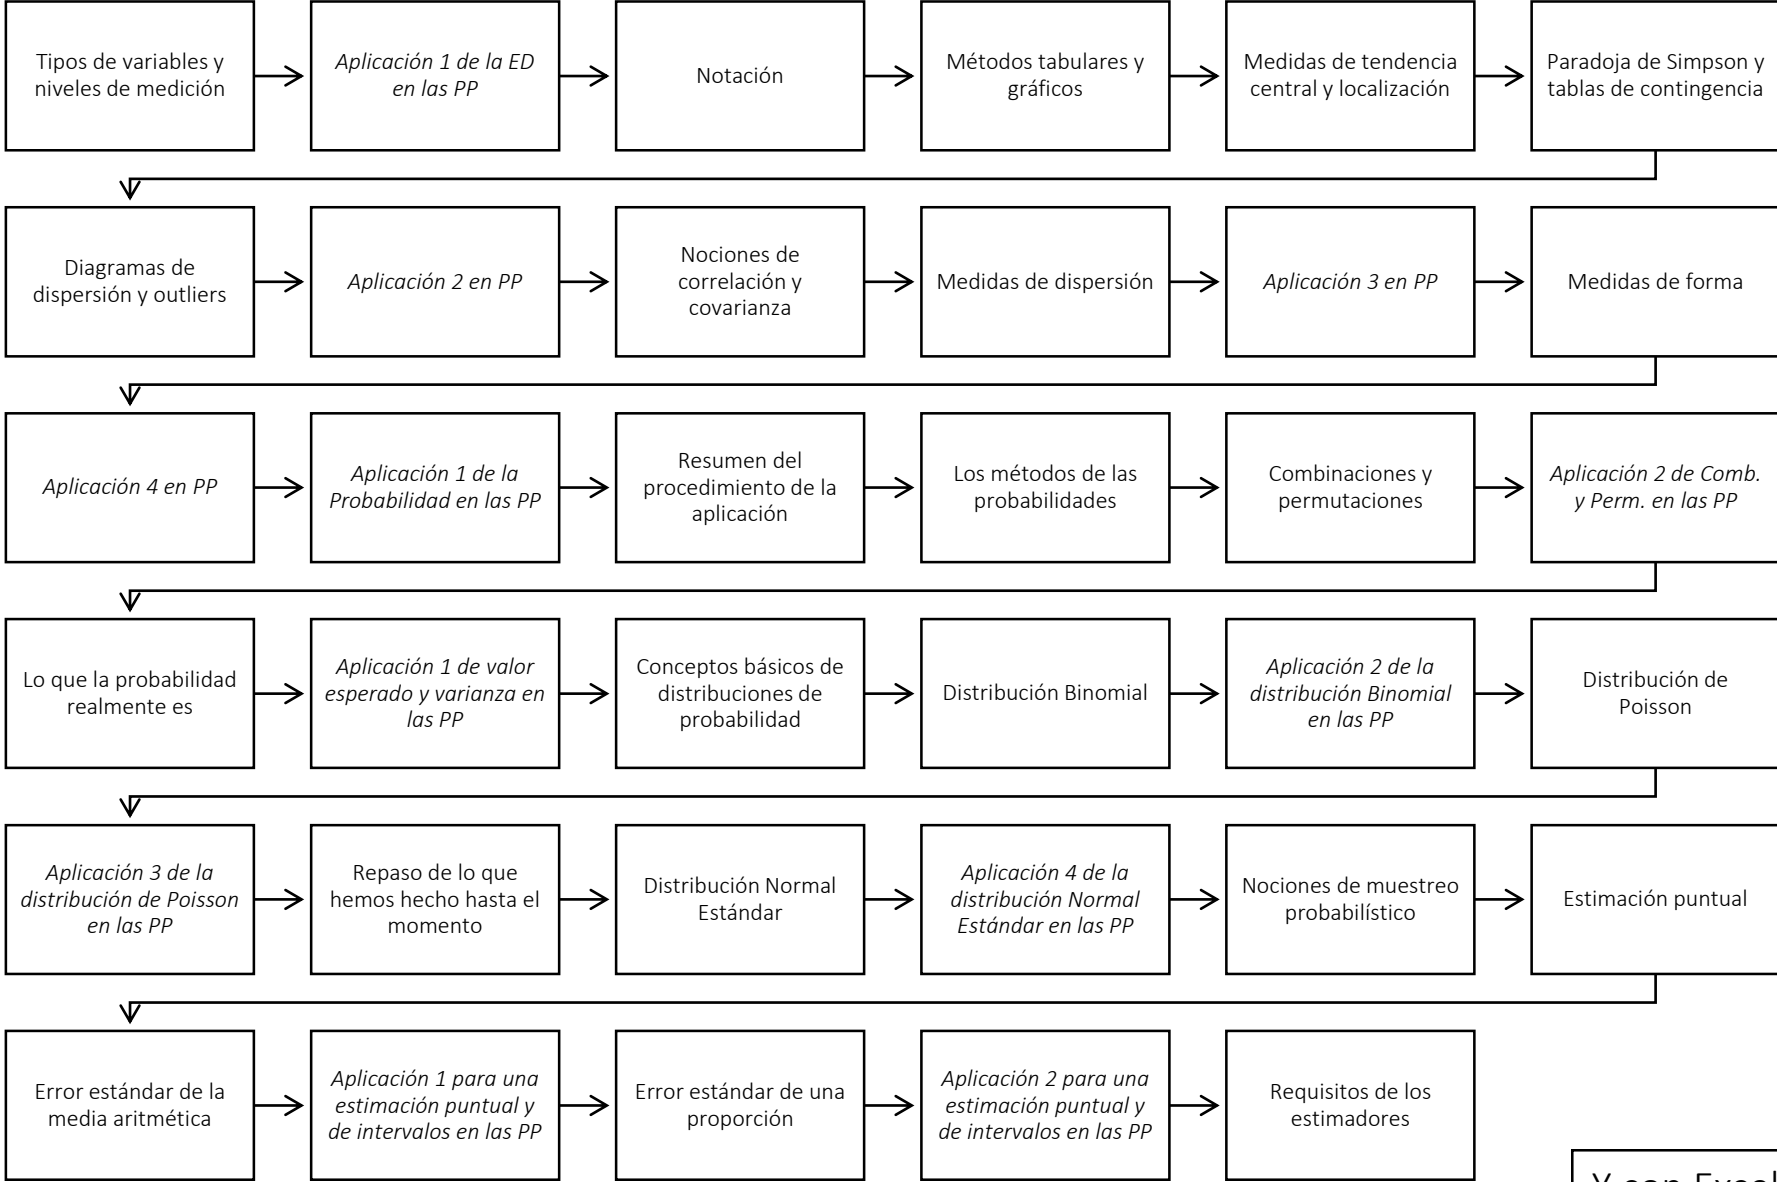 Tipos de variables y
niveles de medición
Aplicación 1 de la ED
en las PP
Notación
Métodos tabulares y
gráficos
Medidas de tendencia
central y localización
Paradoja de Simpson y
tablas de contingencia
Diagramas de
dispersión y outliers
Aplicación 2 en PP
Nociones de
correlación y
covarianza
Medidas de dispersión
Aplicación 3 en PP
Medidas de forma
Aplicación 4 en PP
Aplicación 1 de la
Probabilidad en las PP
Resumen del
procedimiento de la
aplicación
Los métodos de las
probabilidades
Combinaciones y
permutaciones
Aplicación 2 de Comb.
y Perm. en las PP
Lo que la probabilidad
realmente es
Aplicación 1 de valor
esperado y varianza en
las PP
Conceptos básicos de
distribuciones de
probabilidad
Distribución Binomial
Aplicación 2 de la
distribución Binomial
en las PP
Distribución de
Poisson
Aplicación 3 de la
distribución de Poisson
en las PP
Repaso de lo que
hemos hecho hasta el
momento
Distribución Normal
Estándar
Aplicación 4 de la
distribución Normal
Estándar en las PP
Nociones de muestreo
probabilístico
Estimación puntual
Error estándar de la
media aritmética
Aplicación 1 para una
estimación puntual y
de intervalos en las PP
Error estándar de una
proporción
Aplicación 2 para una
estimación puntual y
de intervalos en las PP
Requisitos de los
estimadores
Y con Excel